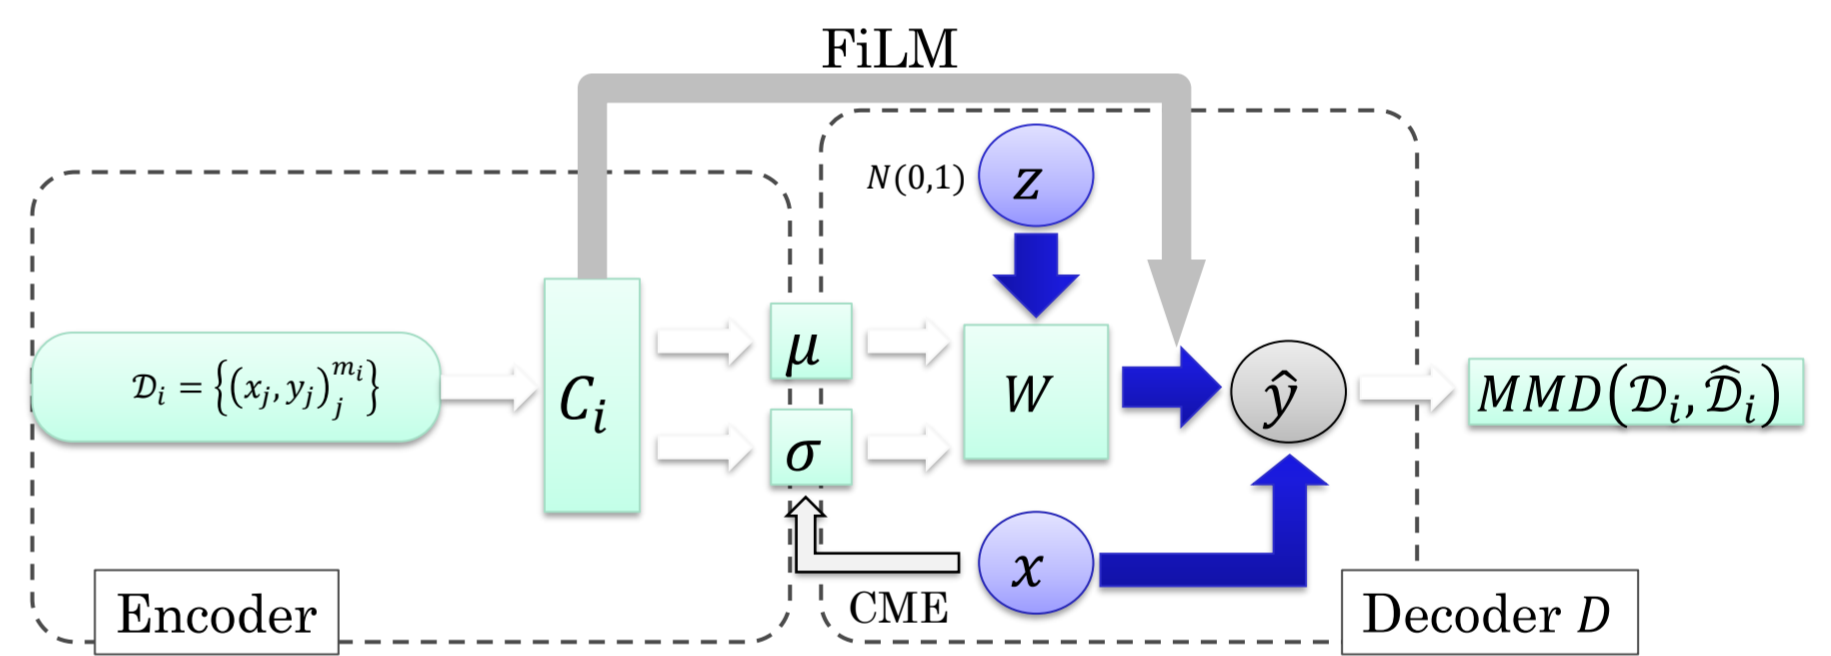 FiLM
N(0,1)
z
𝒟ᵢ = {(xⱼ, yⱼ)ⱼ^mᵢ}
Cᵢ
μ
σ
W
ŷ
MMD(𝒟ᵢ, 𝒟̂ᵢ)
x
CME
Encoder
Decoder D